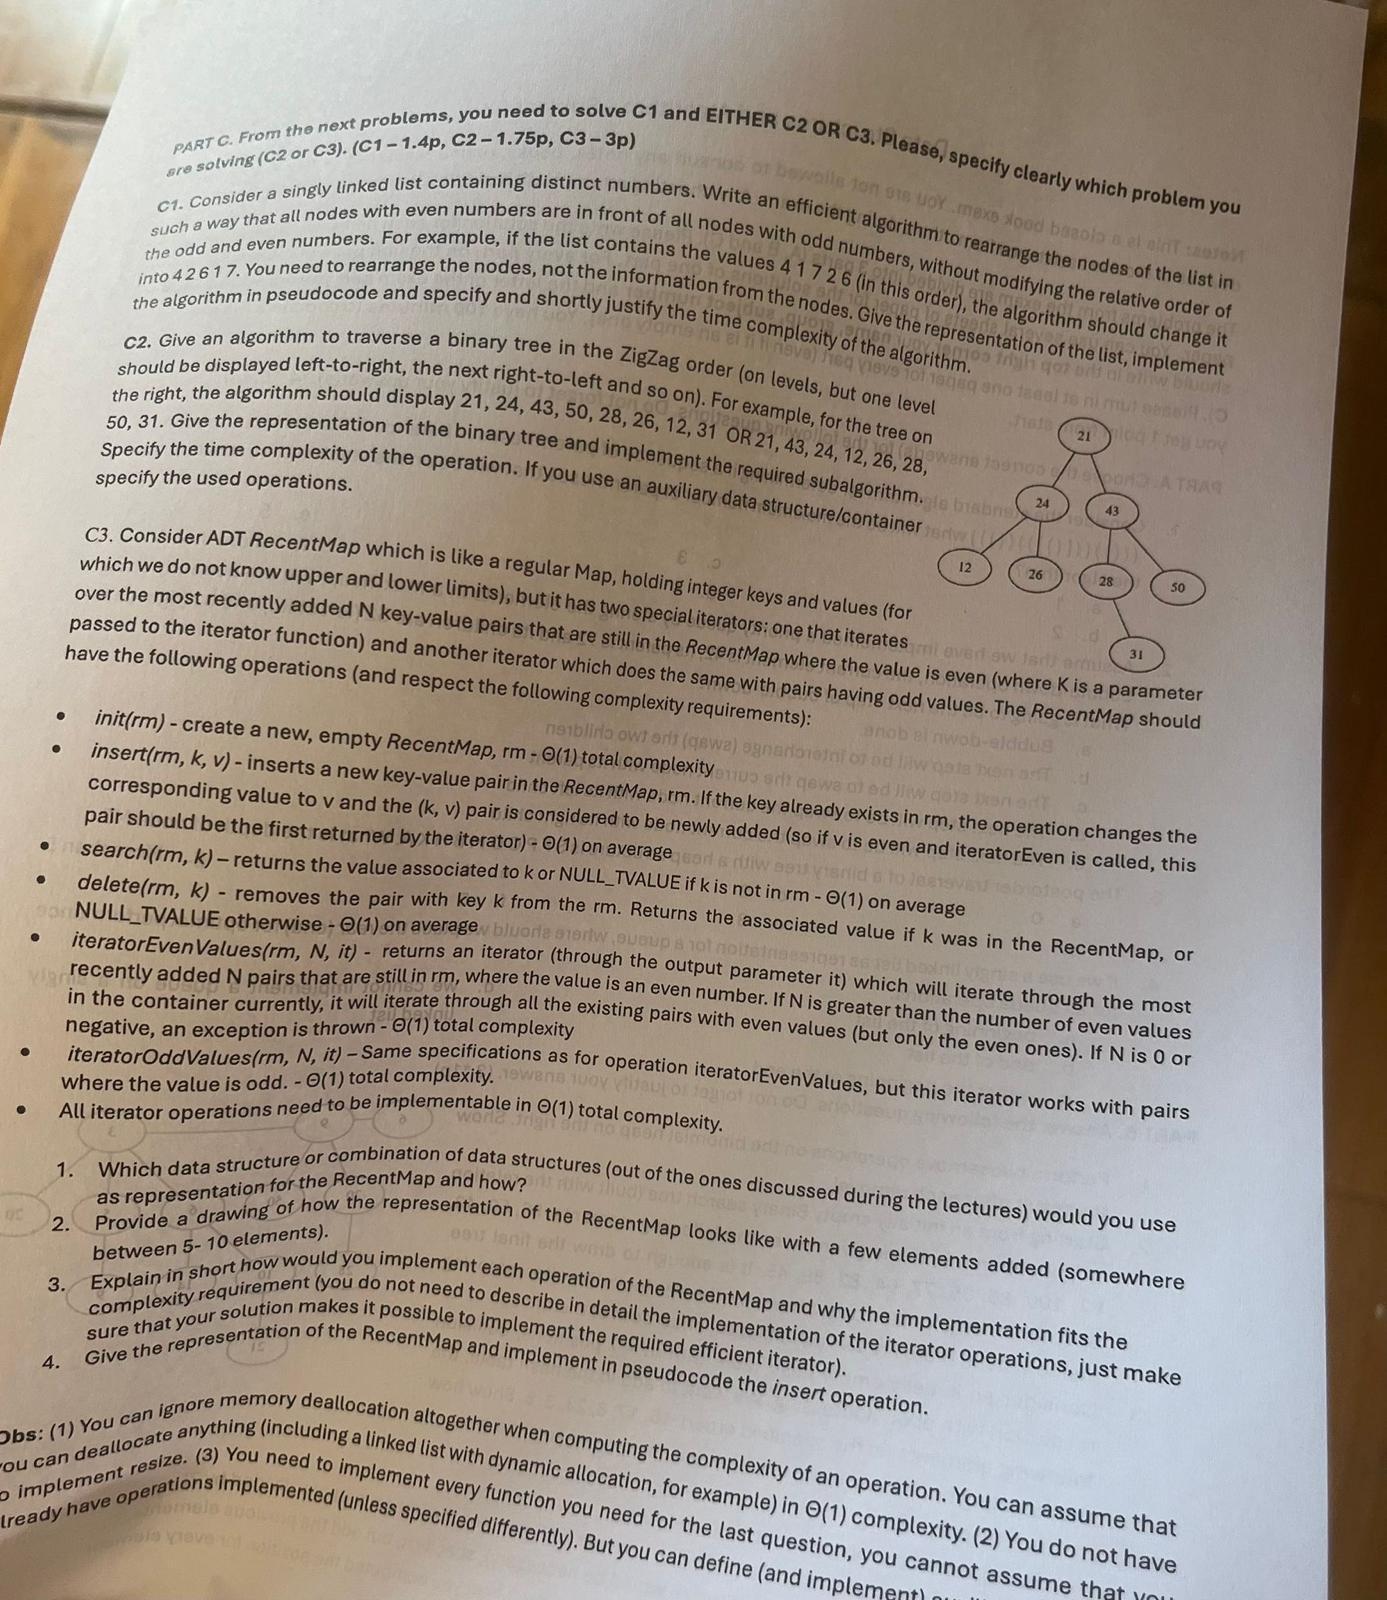 PART C. From the next problems, you need to solve C1 and EITHER C2 OR C3. Please, specify clearly which problem you
are solving (C2 or C3). (C1 – 1.4p, C2 – 1.75p, C3 – 3p)
C1. Consider a singly linked list containing distinct numbers. Write an efficient algorithm to rearrange the nodes of the list in
such a way that all nodes with even numbers are in front of all nodes with odd numbers, without modifying the relative order of
the odd and even numbers. For example, if the list contains the values 4 1 7 2 6 (in this order), the algorithm should change it
into 4 2 6 1 7. You need to rearrange the nodes, not the information from the nodes. Give the representation of the list, implement
the algorithm in pseudocode and specify and shortly justify the time complexity of the algorithm.
C2. Give an algorithm to traverse a binary tree in the ZigZag order (on levels, but one level
should be displayed left-to-right, the next right-to-left and so on). For example, for the tree on
the right, the algorithm should display 21, 24, 43, 50, 28, 26, 12, 31 OR 21, 43, 24, 12, 26, 28,
50, 31. Give the representation of the binary tree and implement the required subalgorithm.
Specify the time complexity of the operation. If you use an auxiliary data structure/container
specify the used operations.
21
24
43
12
26
28
50
31
C3. Consider ADT RecentMap which is like a regular Map, holding integer keys and values (for
which we do not know upper and lower limits), but it has two special iterators: one that iterates
over the most recently added N key-value pairs that are still in the RecentMap where the value is even (where K is a parameter
passed to the iterator function) and another iterator which does the same with pairs having odd values. The RecentMap should
have the following operations (and respect the following complexity requirements):
• init(rm) - create a new, empty RecentMap, rm - Θ(1) total complexity
• insert(rm, k, v) - inserts a new key-value pair in the RecentMap, rm. If the key already exists in rm, the operation changes the
corresponding value to v and the (k, v) pair is considered to be newly added (so if v is even and iteratorEven is called, this
pair should be the first returned by the iterator) - Θ(1) on average
• search(rm, k) – returns the value associated to k or NULL_TVALUE if k is not in rm - Θ(1) on average
• delete(rm, k) - removes the pair with key k from the rm. Returns the associated value if k was in the RecentMap, or
NULL_TVALUE otherwise - Θ(1) on average
• iteratorEvenValues(rm, N, it) - returns an iterator (through the output parameter it) which will iterate through the most
recently added N pairs that are still in rm, where the value is an even number. If N is greater than the number of even values
in the container currently, it will iterate through all the existing pairs with even values (but only the even ones). If N is 0 or
negative, an exception is thrown - Θ(1) total complexity
• iteratorOddValues(rm, N, it) – Same specifications as for operation iteratorEvenValues, but this iterator works with pairs
where the value is odd. - Θ(1) total complexity.
• All iterator operations need to be implementable in Θ(1) total complexity.
1. Which data structure or combination of data structures (out of the ones discussed during the lectures) would you use
as representation for the RecentMap and how?
2. Provide a drawing of how the representation of the RecentMap looks like with a few elements added (somewhere
between 5- 10 elements).
3. Explain in short how would you implement each operation of the RecentMap and why the implementation fits the
complexity requirement (you do not need to describe in detail the implementation of the iterator operations, just make
sure that your solution makes it possible to implement the required efficient iterator).
4. Give the representation of the RecentMap and implement in pseudocode the insert operation.
Obs: (1) You can ignore memory deallocation altogether when computing the complexity of an operation. You can assume that
you can deallocate anything (including a linked list with dynamic allocation, for example) in Θ(1) complexity. (2) You do not have
to implement resize. (3) You need to implement every function you need for the last question, you cannot assume that you
already have operations implemented (unless specified differently). But you can define (and implement)